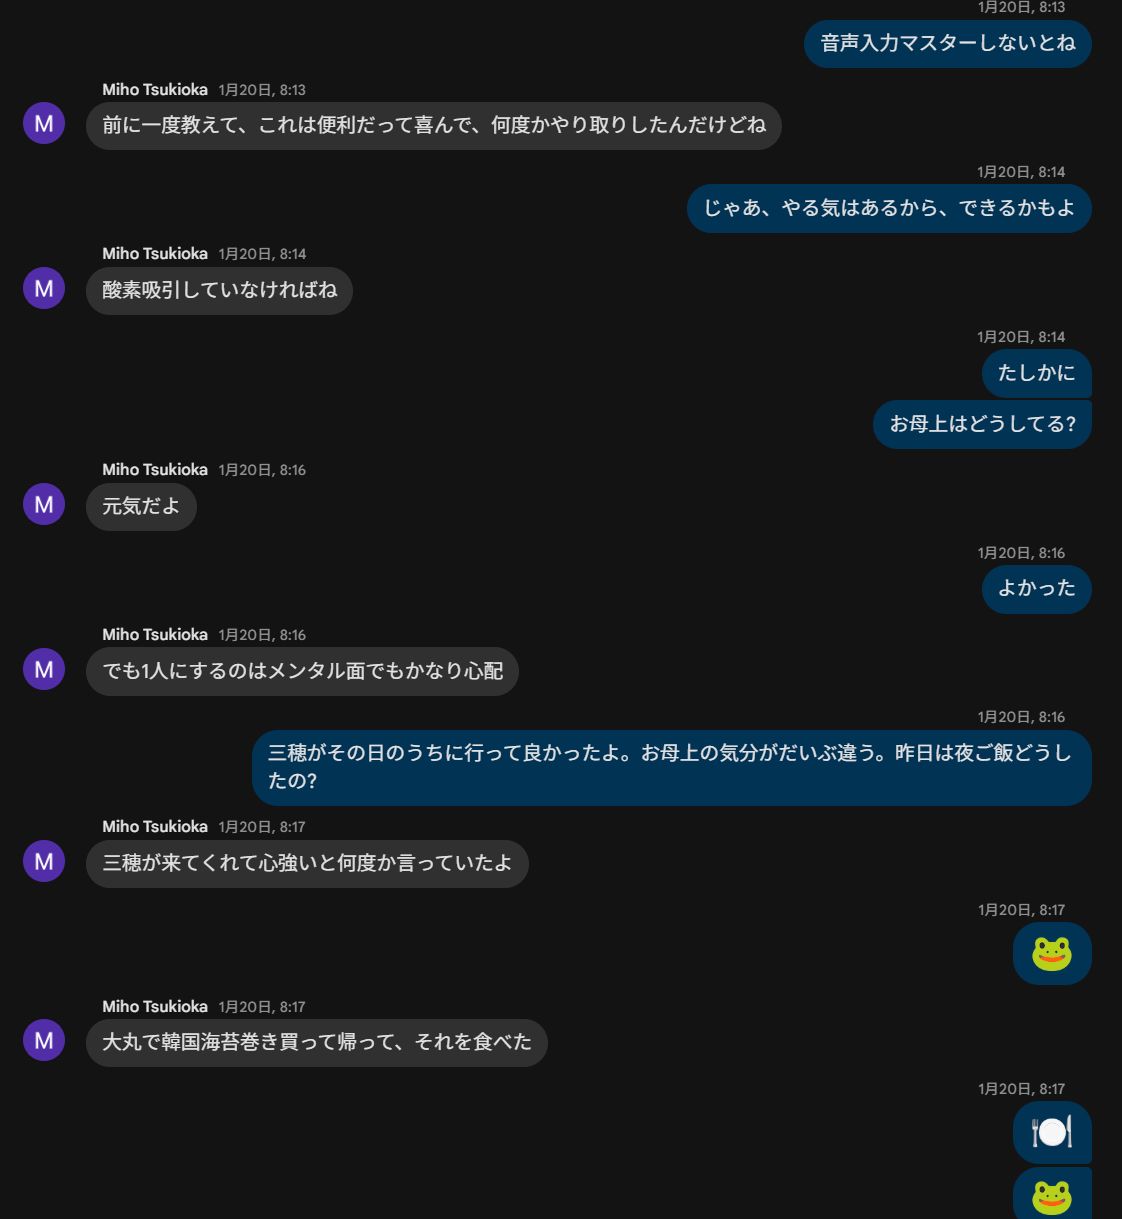 1月20日, 8:13
音声入力マスターしないとね
Miho Tsukioka 1月20日, 8:13
M
前に一度教えて、これは便利だって喜んで、何度かやり取りしたんだけどね
1月20日, 8:14
じゃあ、やる気はあるから、できるかもよ
Miho Tsukioka 1月20日, 8:14
M
酸素吸引していなければね
1月20日, 8:14
たしかに
お母上はどうしてる?
Miho Tsukioka 1月20日, 8:16
M
元気だよ
1月20日, 8:16
よかった
Miho Tsukioka 1月20日, 8:16
M
でも1人にするのはメンタル面でもかなり心配
1月20日, 8:16
三穂がその日のうちに行って良かったよ。お母上の気分がだいぶ違う。昨日は夜ご飯どうし
たの?
Miho Tsukioka 1月20日, 8:17
M
三穂が来てくれて心強いと何度か言っていたよ
1月20日, 8:17
🐸
Miho Tsukioka 1月20日, 8:17
M
大丸で韓国海苔巻き買って帰って、それを食べた
1月20日, 8:17
🍽️
🐸